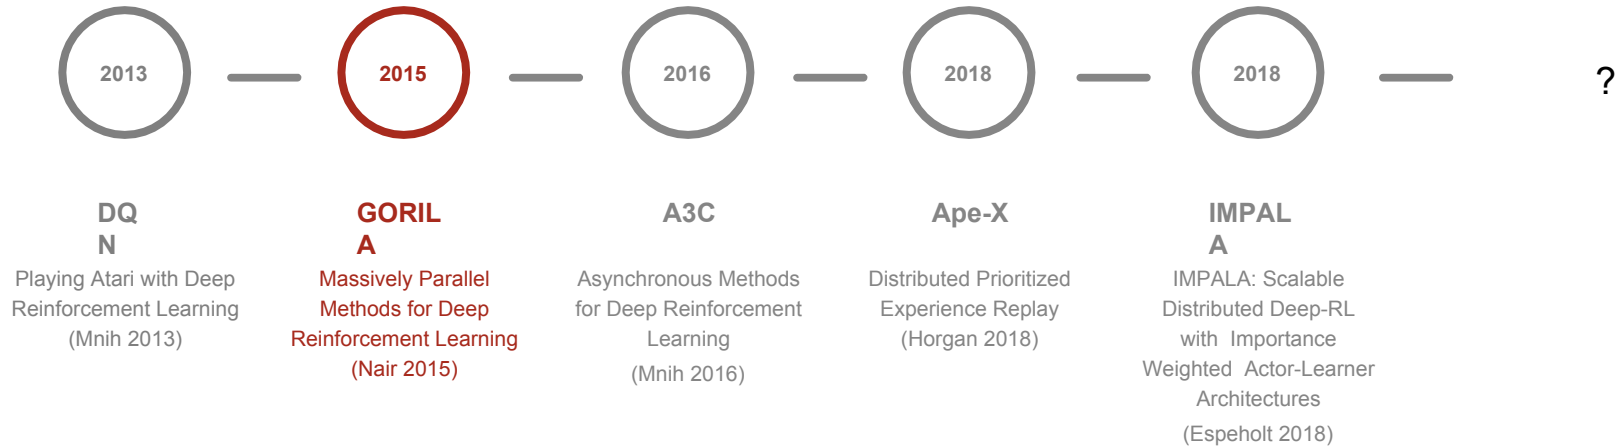 2013
2015
2016
2018
2018
?
DQ
N
Playing Atari with Deep
Reinforcement Learning
(Mnih 2013)
GORIL
A
Massively Parallel
Methods for Deep
Reinforcement Learning
(Nair 2015)
A3C
Asynchronous Methods
for Deep Reinforcement
Learning
(Mnih 2016)
Ape-X
Distributed Prioritized
Experience Replay
(Horgan 2018)
IMPAL
A
IMPALA: Scalable
Distributed Deep-RL
with Importance
Weighted Actor-Learner
Architectures
(Espeholt 2018)